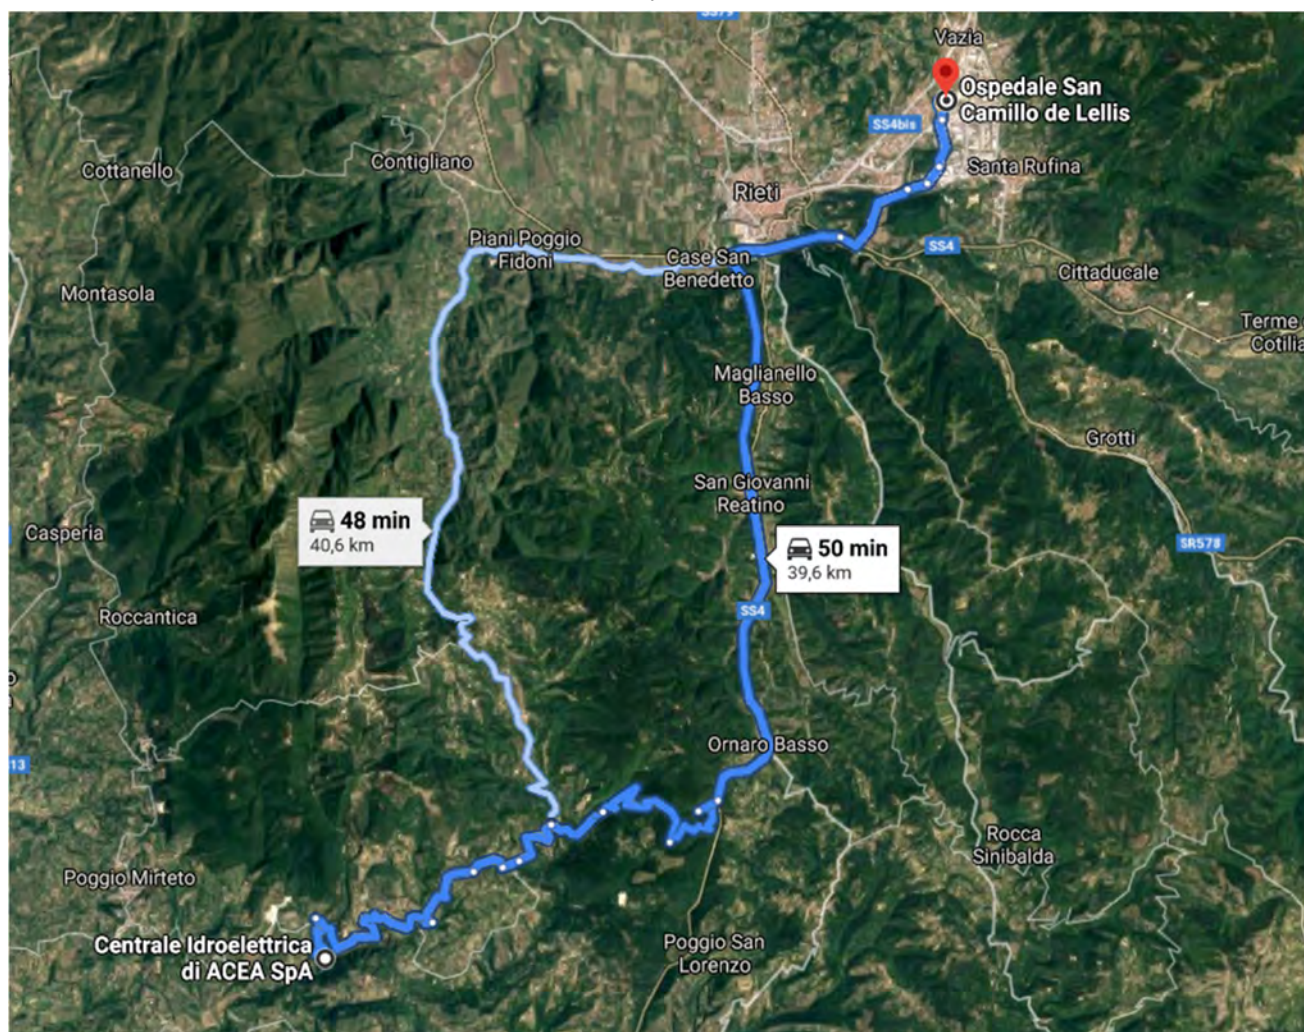 SS79
Vazia
Ospedale San
Camillo de Lellis
SS4bis
Cottanello
Contigliano
Santa Rufina
Rieti
Piani Poggio
Fidoni
Case San
Benedetto
SS4
Cittaducale
Montasola
Terme
Cotilia
Maglianello
Basso
Grotti
San Giovanni
Reatino
48 min
40,6 km
Casperia
50 min
39,6 km
SR578
SS4
Roccantica
Ornaro Basso
13
Rocca
Sinibalda
Poggio Mirteto
Centrale Idroelettrica
di ACEA SpA
Poggio San
Lorenzo